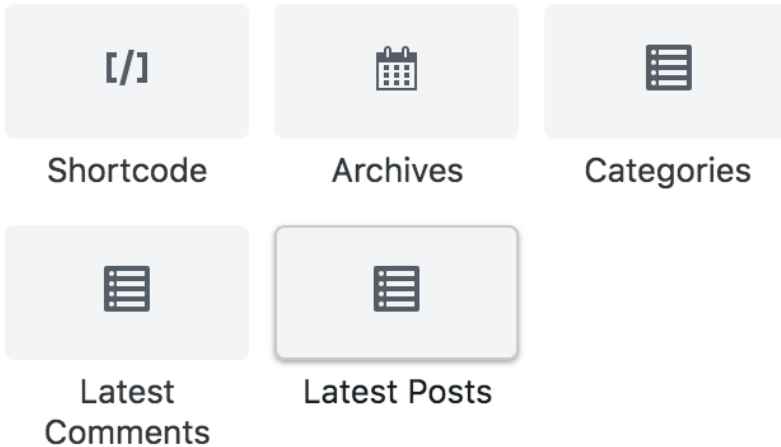 [/]
Shortcode
Archives
Categories
Latest
Comments
Latest Posts